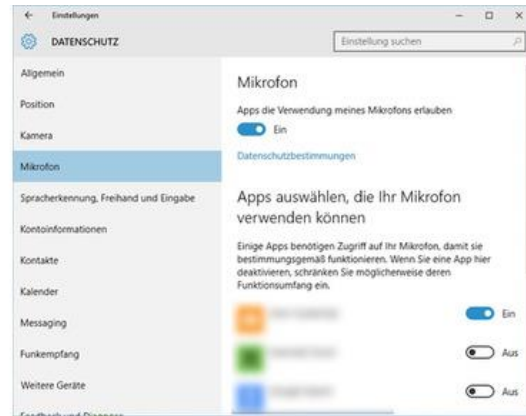 Einstellungen
DATENSCHUTZ
Einstellung suchen
Allgemein
Position
Kamera
Mikrofon
Spracherkennung, Freihand und Eingabe
Kontoinformationen
Kontakte
Kalender
Messaging
Funkempfang
Weitere Geräte
Feedback und Diagnose
Mikrofon
Apps die Verwendung meines Mikrofons erlauben
Ein
Datenschutzbestimmungen
Apps auswählen, die Ihr Mikrofon
verwenden können
Einige Apps benötigen Zugriff auf Ihr Mikrofon, damit sie
bestimmungsgemäß funktionieren. Wenn Sie eine App hier
deaktivieren, schränken Sie möglicherweise deren
Funktionsumfang ein.
Ein
Aus
Aus